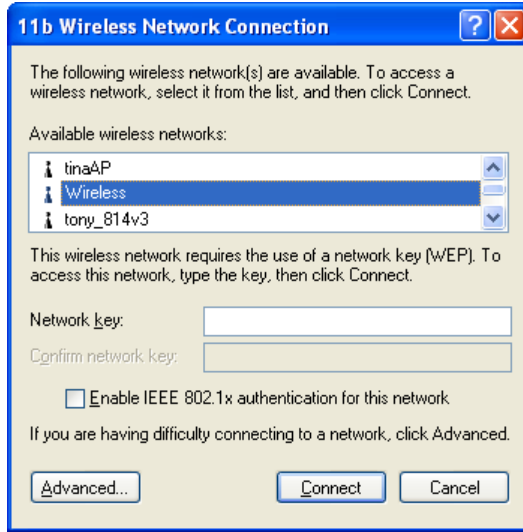 11b Wireless Network Connection
The following wireless network(s) are available. To access a
wireless network, select it from the list, and then click Connect.
Available wireless networks:
tinaAP
Wireless
tony_814v3
This wireless network requires the use of a network key (WEP). To
access this network, type the key, then click Connect.
Network key:
Confirm network key:
Enable IEEE 802.1x authentication for this network
If you are having difficulty connecting to a network, click Advanced.
Advanced... Connect Cancel